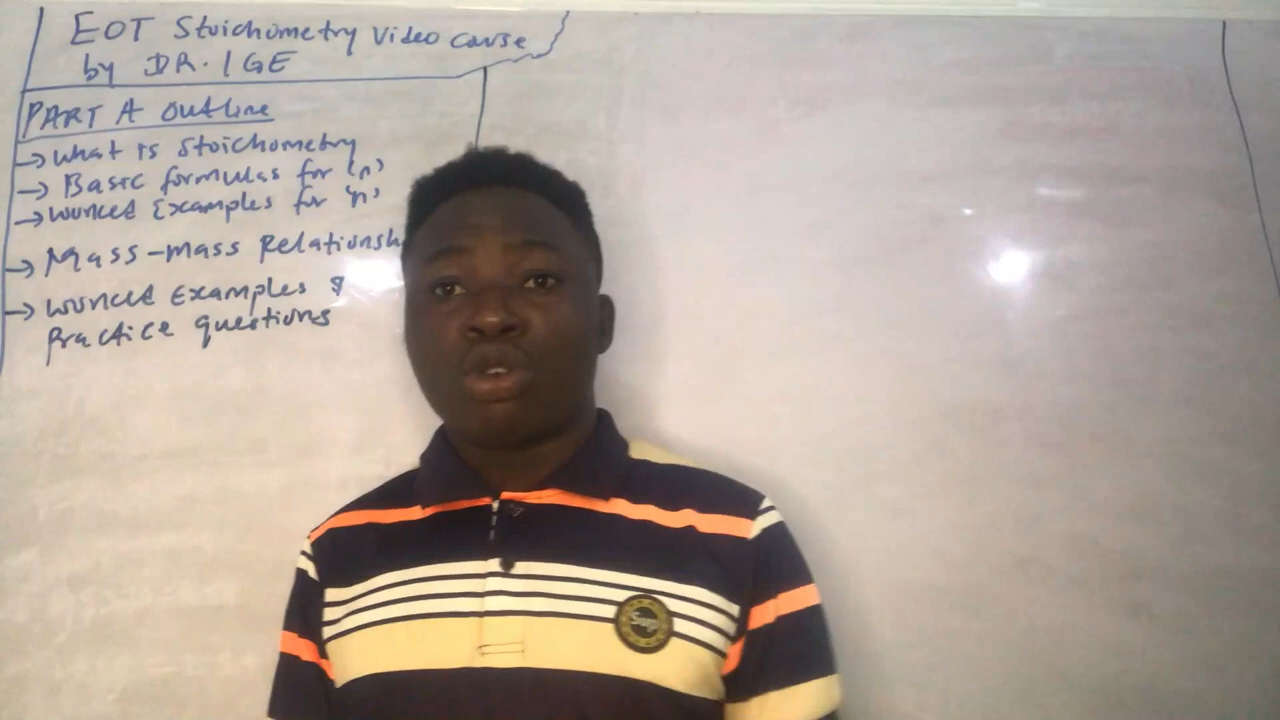 EOT Stoichometry Video Course
by DR. IGE
PART A Outline
→ What is Stoichometry
→ Basic formulas for 'n'
→ Worked Examples for 'n'
→ Mass-mass Relationsh
→ Worked Examples &
Practice questions